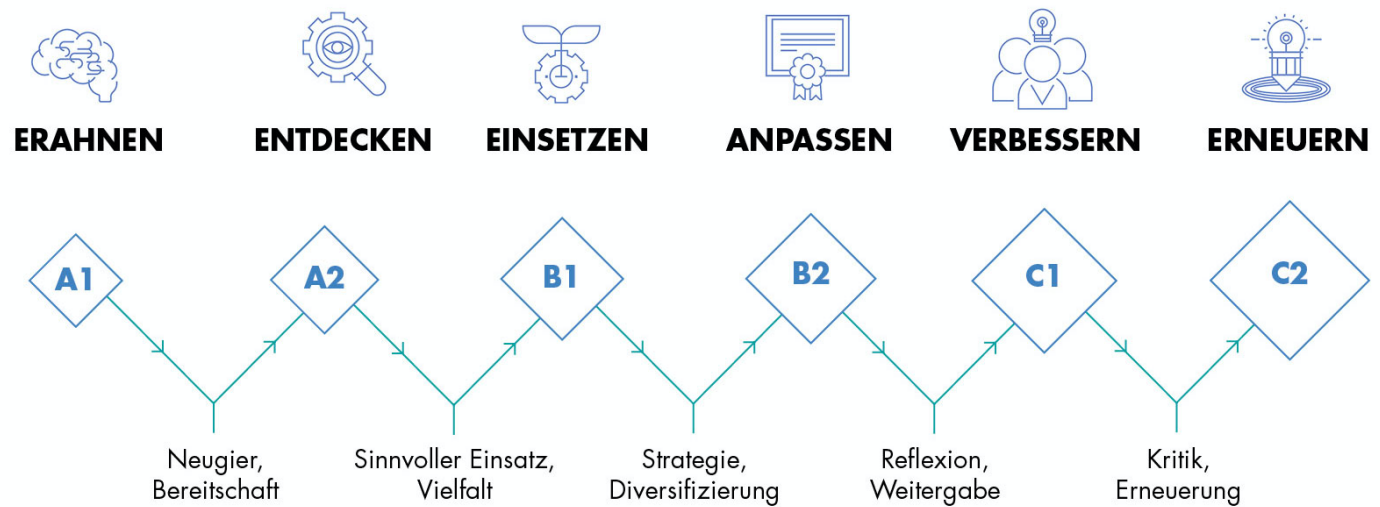 ERAHNEN ENTDECKEN EINSETZEN ANPASSEN VERBESSERN ERNEUERN
A1 A2 B1 B2 C1 C2
Neugier,
Bereitschaft
Sinnvoller Einsatz,
Vielfalt
Strategie,
Diversifizierung
Reflexion,
Weitergabe
Kritik,
Erneuerung